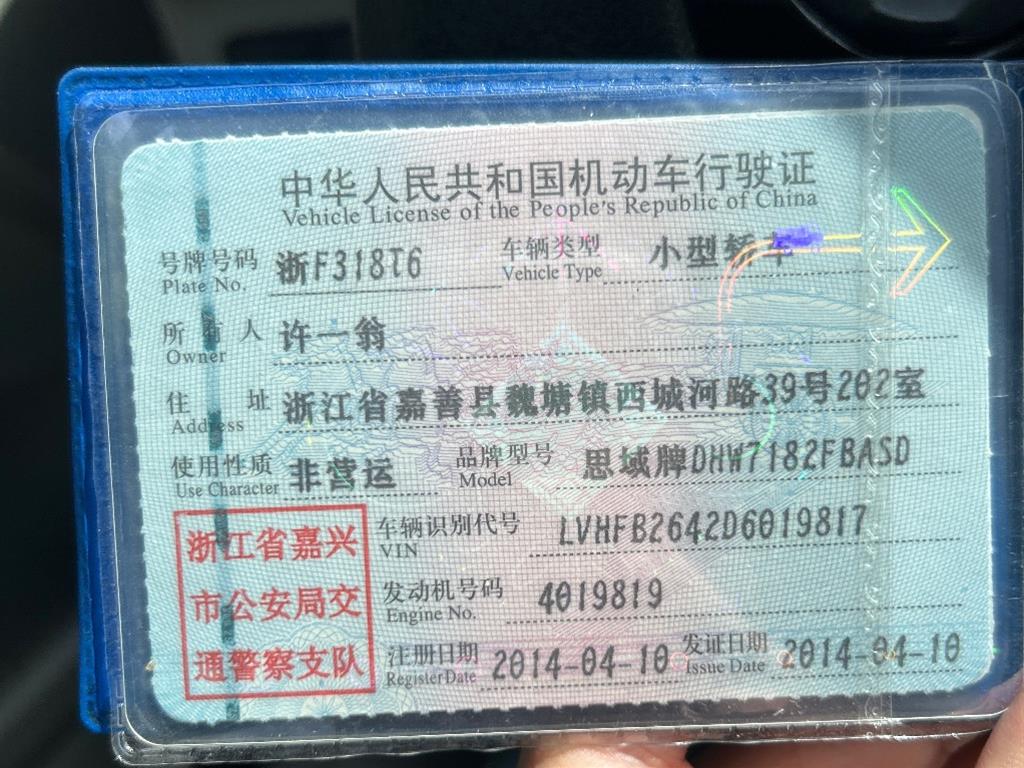 中华人民共和国机动车行驶证
Vehicle License of the People's Republic of China
号牌号码 浙F318T6 车辆类型 小型轿车
Plate No. Vehicle Type
所有人 许一翁
Owner
住址 浙江省嘉善县魏塘镇西城河路39号202室
Address
使用性质 非营运 品牌型号 思域牌DHW7182FBASD
Use Character Model
浙江省嘉兴 车辆识别代号 LVHFB2642D6019817
VIN
市公安局交 发动机号码 4019819
Engine No.
通警察支队 注册日期 2014-04-10 发证日期 2014-04-10
Register Date Issue Date